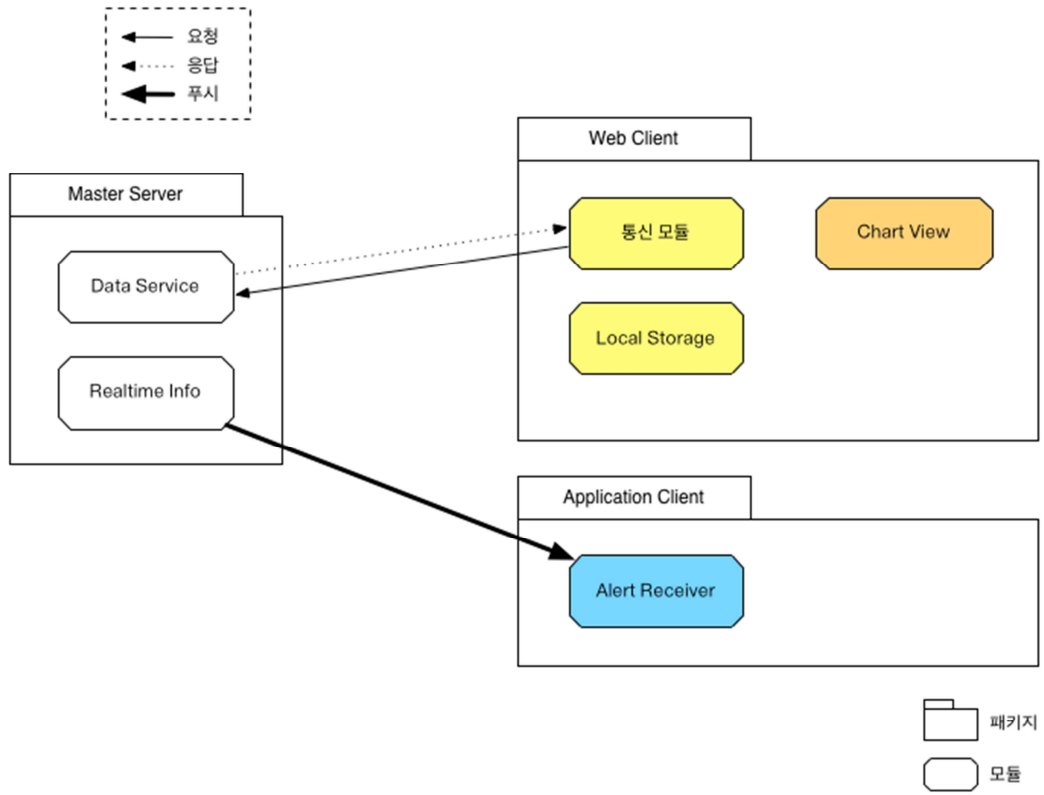 요청
응답
푸시
Web Client
Master Server
통신 모듈
Chart View
Data Service
Local Storage
Realtime Info
Application Client
Alert Receiver
패키지
모듈